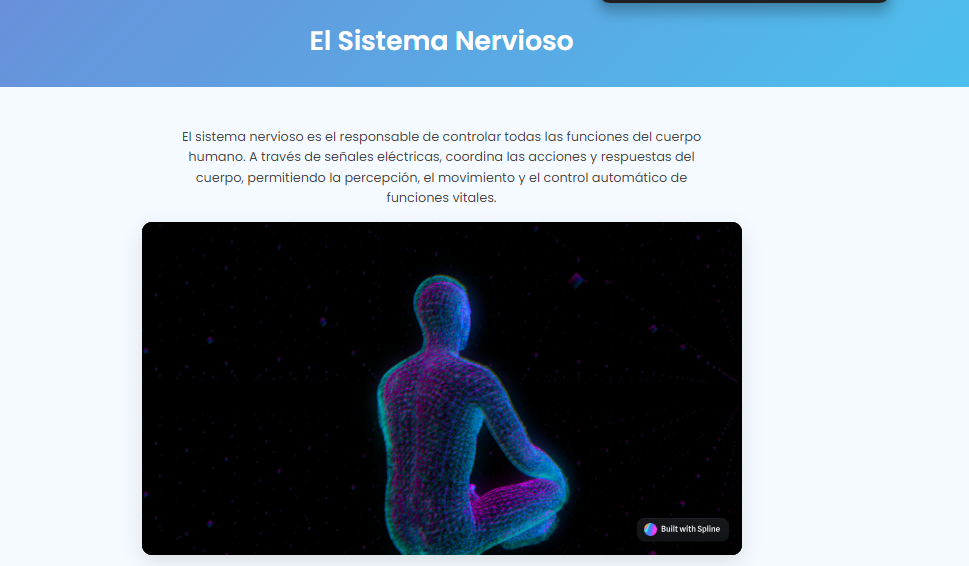 El Sistema Nervioso
El sistema nervioso es el responsable de controlar todas las funciones del cuerpo
humano. A través de señales eléctricas, coordina las acciones y respuestas del
cuerpo, permitiendo la percepción, el movimiento y el control automático de
funciones vitales.
Built with Spline